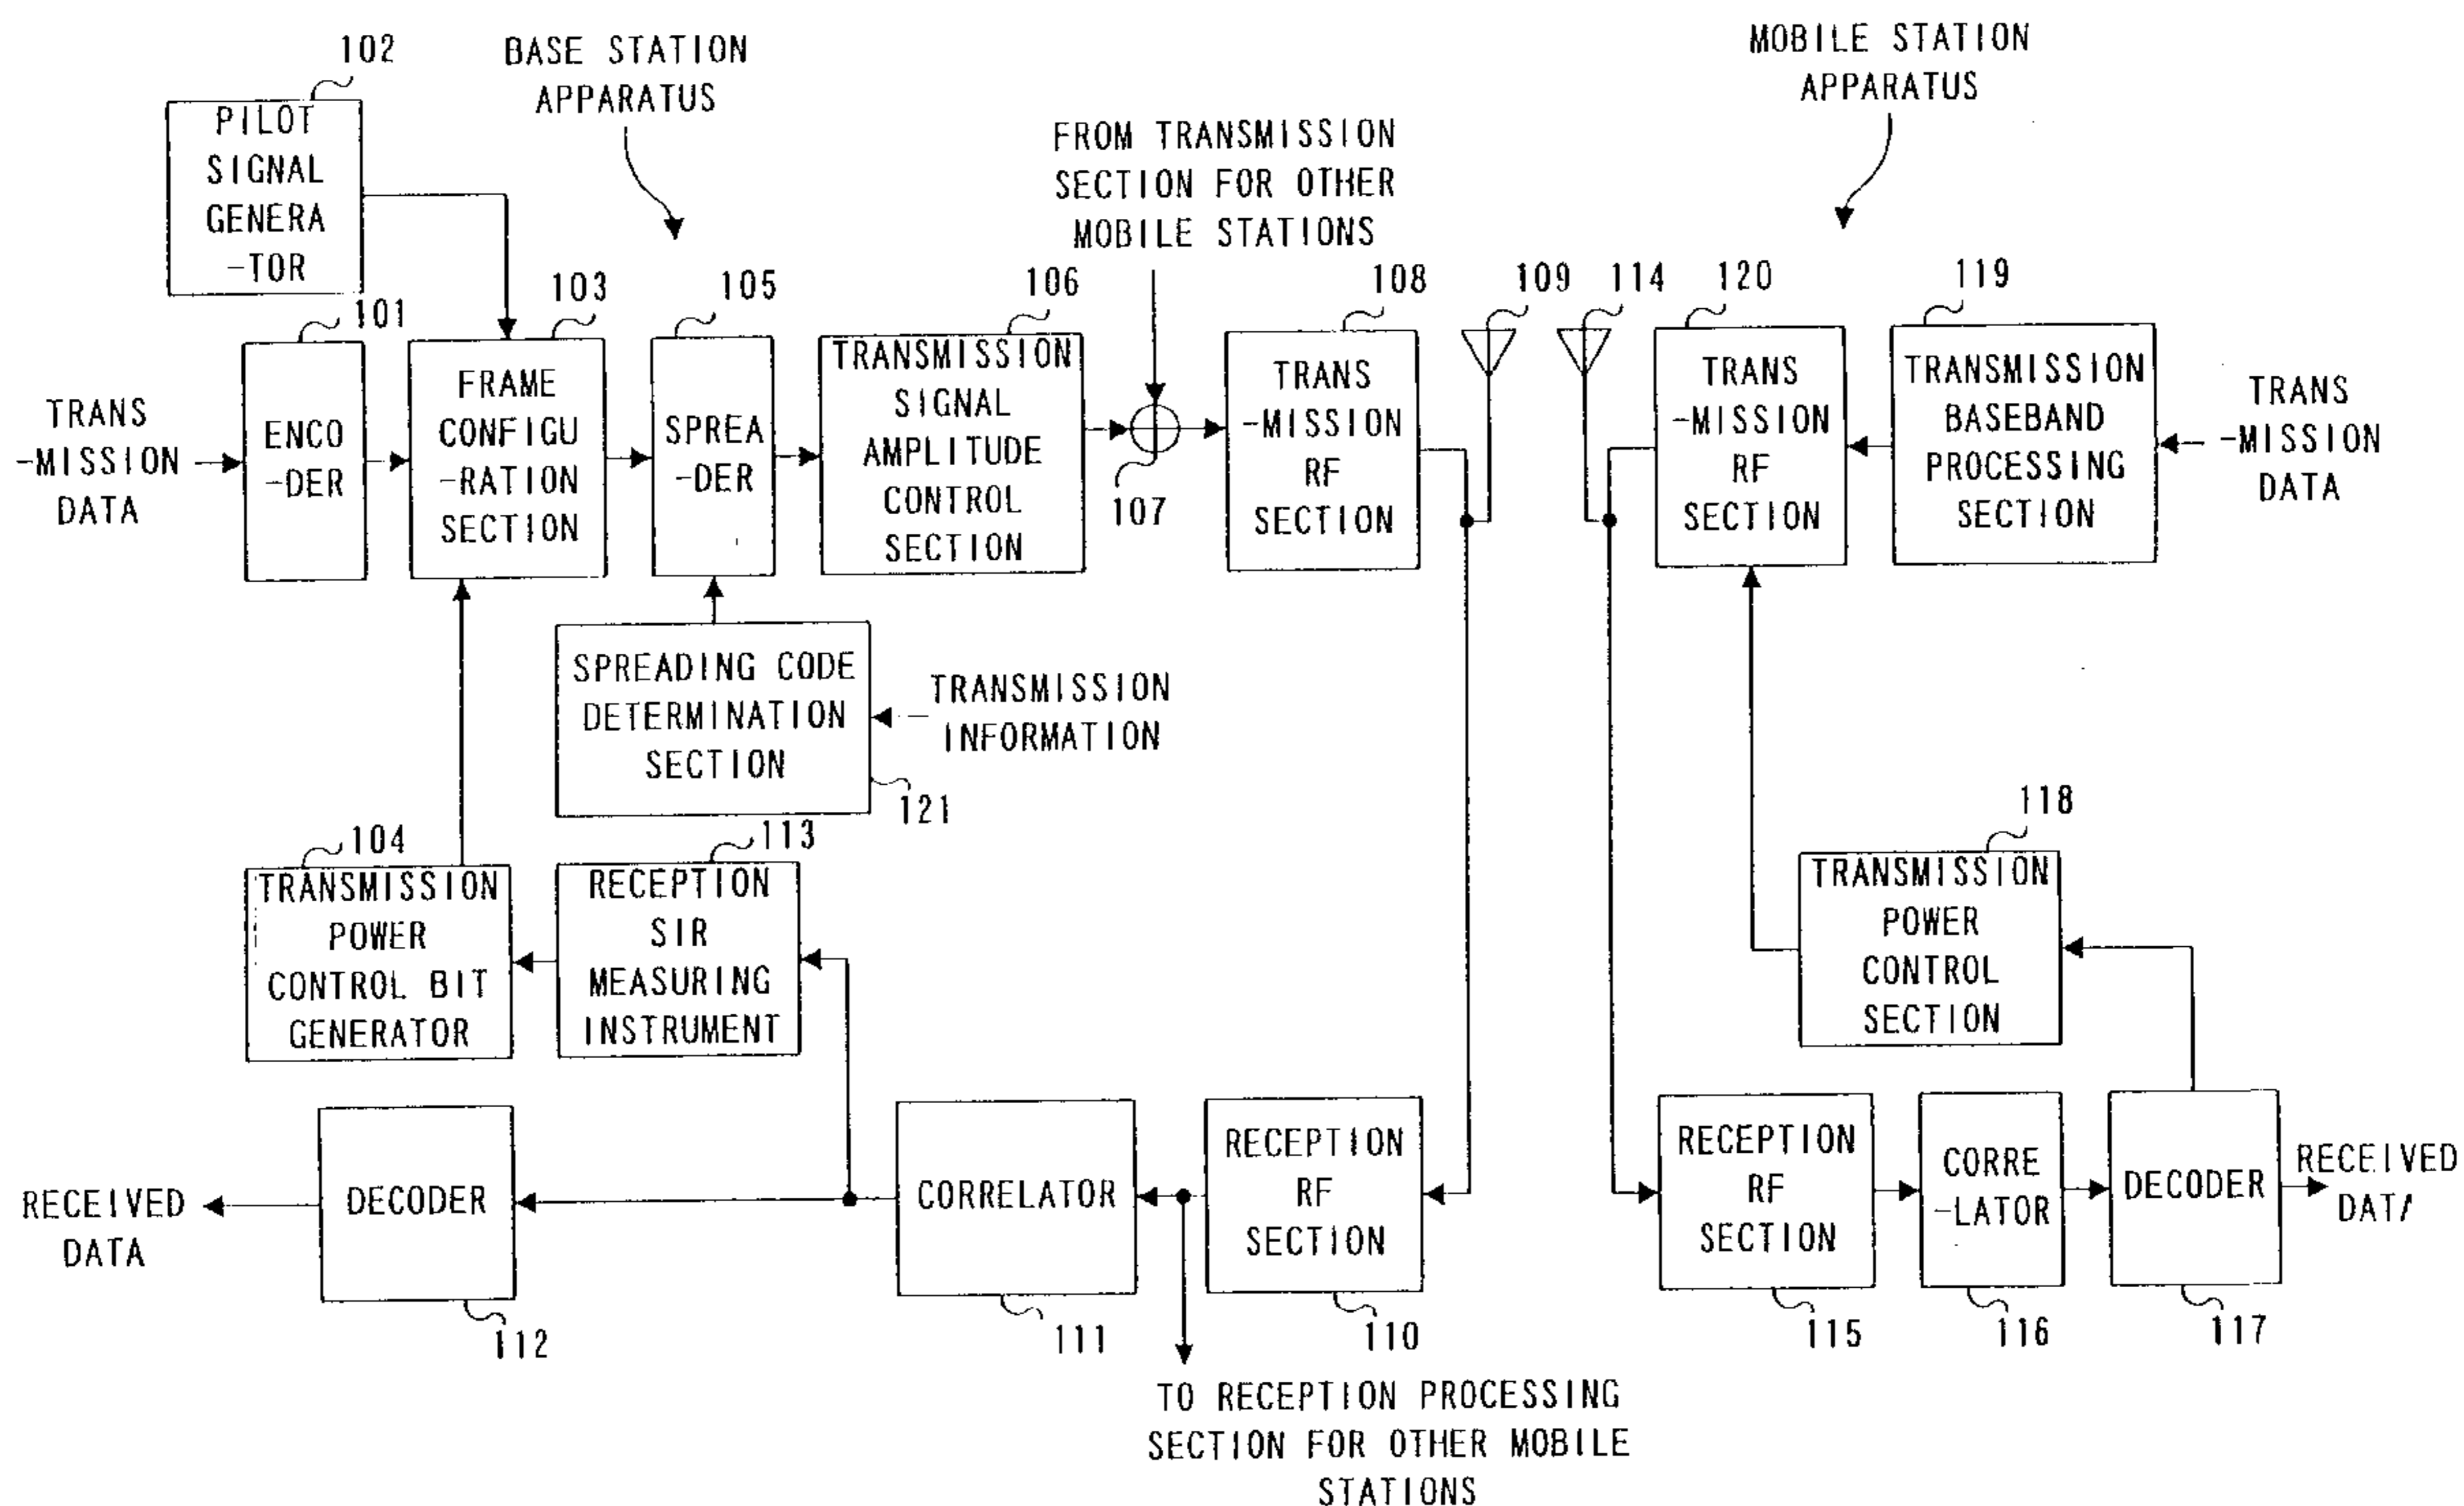 102
PILOT
SIGNAL
GENERA
-TOR
BASE STATION
APPARATUS
MOBILE STATION
APPARATUS
FROM TRANSMISSION
SECTION FOR OTHER
MOBILE STATIONS
TRANS
-MISSION
DATA
101
ENCO
-DER
103
FRAME
CONFIGU
-RATION
SECTION
105
SPREA
-DER
106
TRANSMISSION
SIGNAL
AMPLITUDE
CONTROL
SECTION
107
108
TRANS
-MISSION
RF
SECTION
109
114
120
TRANS
-MISSION
RF
SECTION
119
TRANSMISSION
BASEBAND
PROCESSING
SECTION
TRANS
-MISSION
DATA
SPREADING CODE
DETERMINATION
SECTION
121
TRANSMISSION
INFORMATION
104
TRANSMISSION
POWER
CONTROL BIT
GENERATOR
113
RECEPTION
SIR
MEASURING
INSTRUMENT
118
TRANSMISSION
POWER
CONTROL
SECTION
RECEIVED
DATA
DECODER
112
CORRELATOR
111
RECEPTION
RF
SECTION
110
TO RECEPTION PROCESSING
SECTION FOR OTHER MOBILE
STATIONS
RECEPTION
RF
SECTION
115
CORRE
-LATOR
116
DECODER
117
RECEIVED
DATA